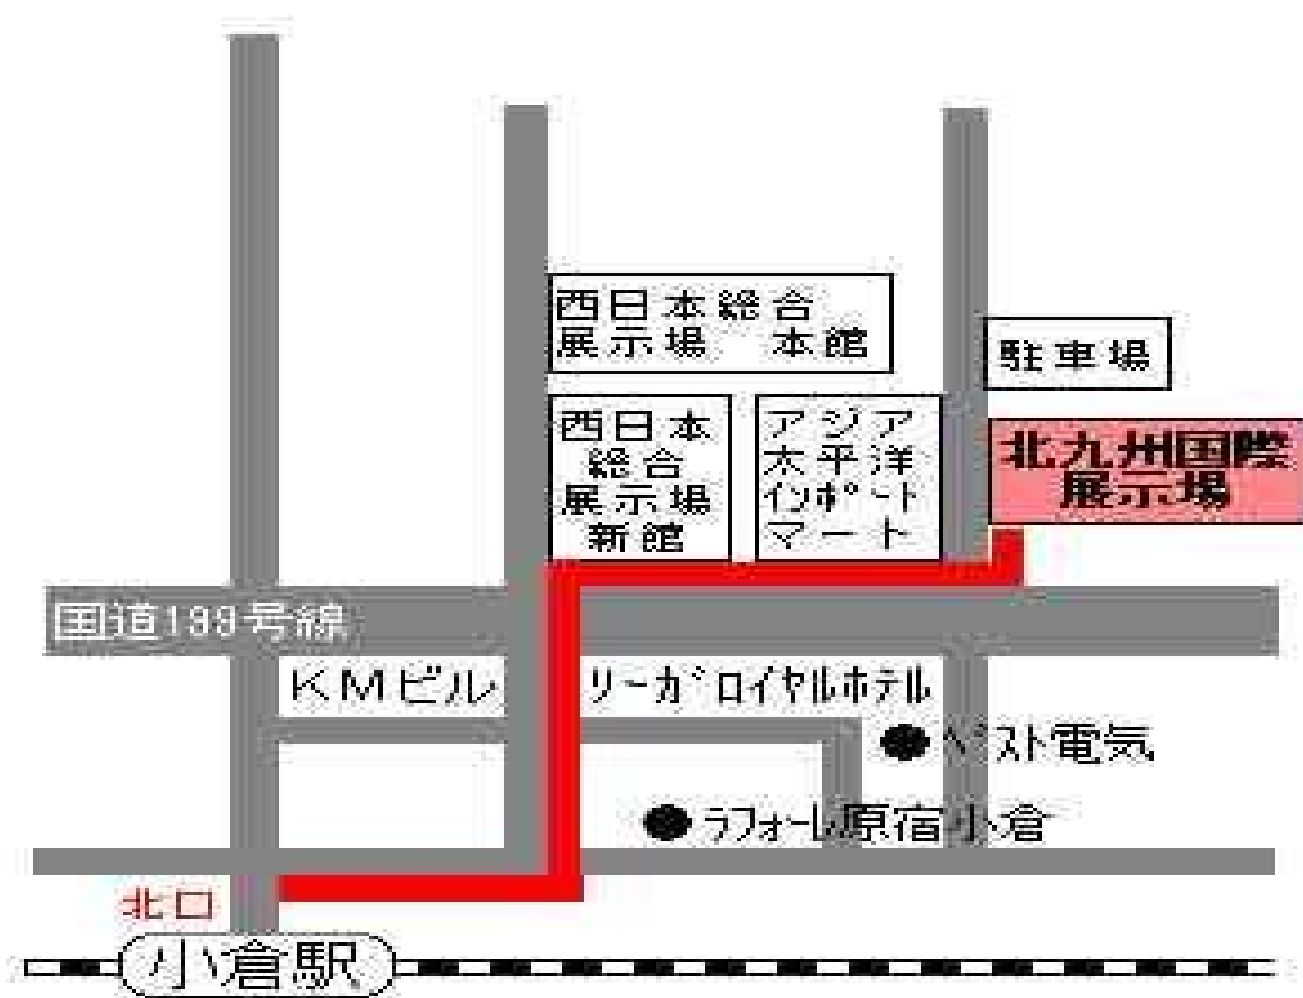 西日本総合
展示場 本館
駐車場
西日本
総合
展示場
新館
アジア
太平洋
インポート
マート
北九州国際
展示場
国道199号線
KMビル
リーガロイヤルホテル
ベスト電気
ラフォーレ原宿小倉
北口
小倉駅